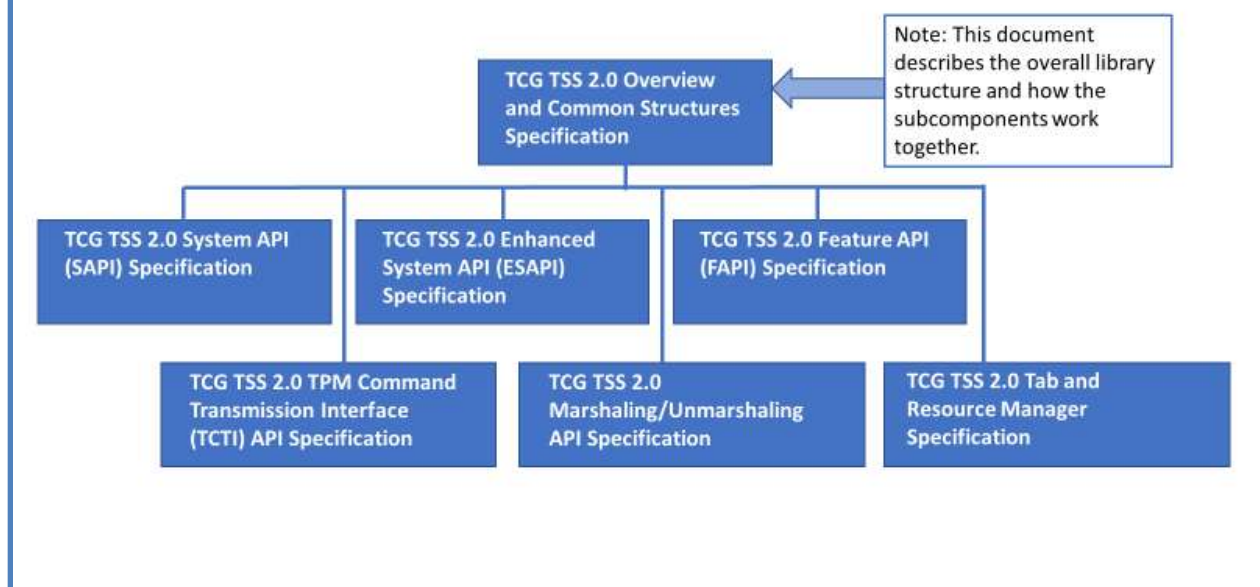 Note: This document
describes the overall library
structure and how the
subcomponents work
together.
TCG TSS 2.0 Overview
and Common Structures
Specification
TCG TSS 2.0 System API
(SAPI) Specification
TCG TSS 2.0 Enhanced
System API (ESAPI)
Specification
TCG TSS 2.0 Feature API
(FAPI) Specification
TCG TSS 2.0 TPM Command
Transmission Interface
(TCTI) API Specification
TCG TSS 2.0
Marshaling/Unmarshaling
API Specification
TCG TSS 2.0 Tab and
Resource Manager
Specification